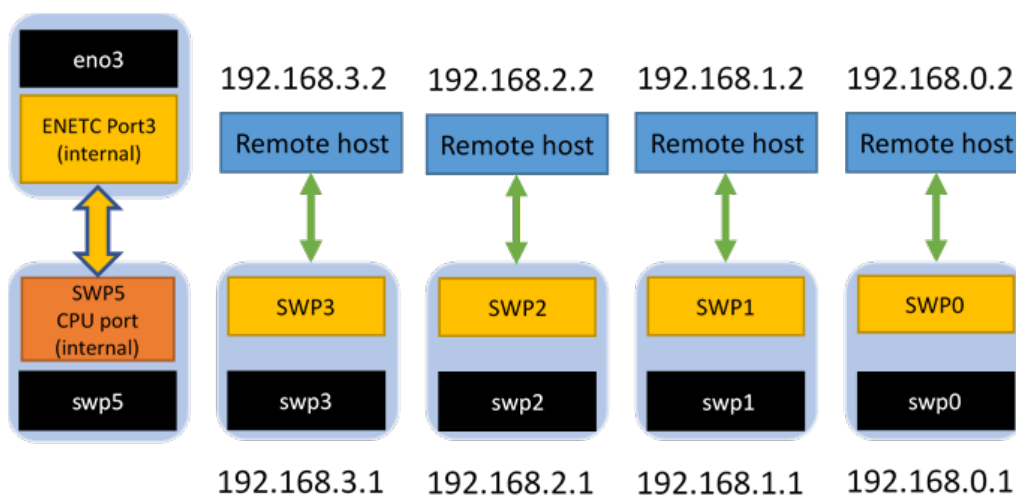 eno3
ENETC Port3
(internal)
192.168.3.2
192.168.2.2
192.168.1.2
192.168.0.2
Remote host
Remote host
Remote host
Remote host
SWP5
CPU port
(internal)
SWP3
SWP2
SWP1
SWP0
swp5
swp3
swp2
swp1
swp0
192.168.3.1
192.168.2.1
192.168.1.1
192.168.0.1